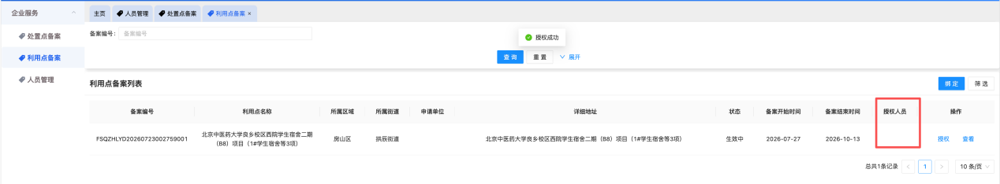 企业服务
主页
人员管理
处置点备案
利用点备案 ×
处置点备案
利用点备案
人员管理
备案编号：
备案编号
授权成功
查 询
重 置
展开
利用点备案列表
绑 定
筛 选
备案编号
利用点名称
所属区域
所属街道
申请单位
详细地址
状态
备案开始时间
备案结束时间
授权人员
操作
FSQZHLYD20260723002759001
北京中医药大学良乡校区西院学生宿舍二期
（B8）项目（1#学生宿舍等3项）
房山区
拱辰街道
北京中医药大学良乡校区西院学生宿舍二期（B8）项目（1#学生宿舍等3项）
生效中
2026-07-27
2026-10-13
授权
查看
总共1条记录
1
10 条/页